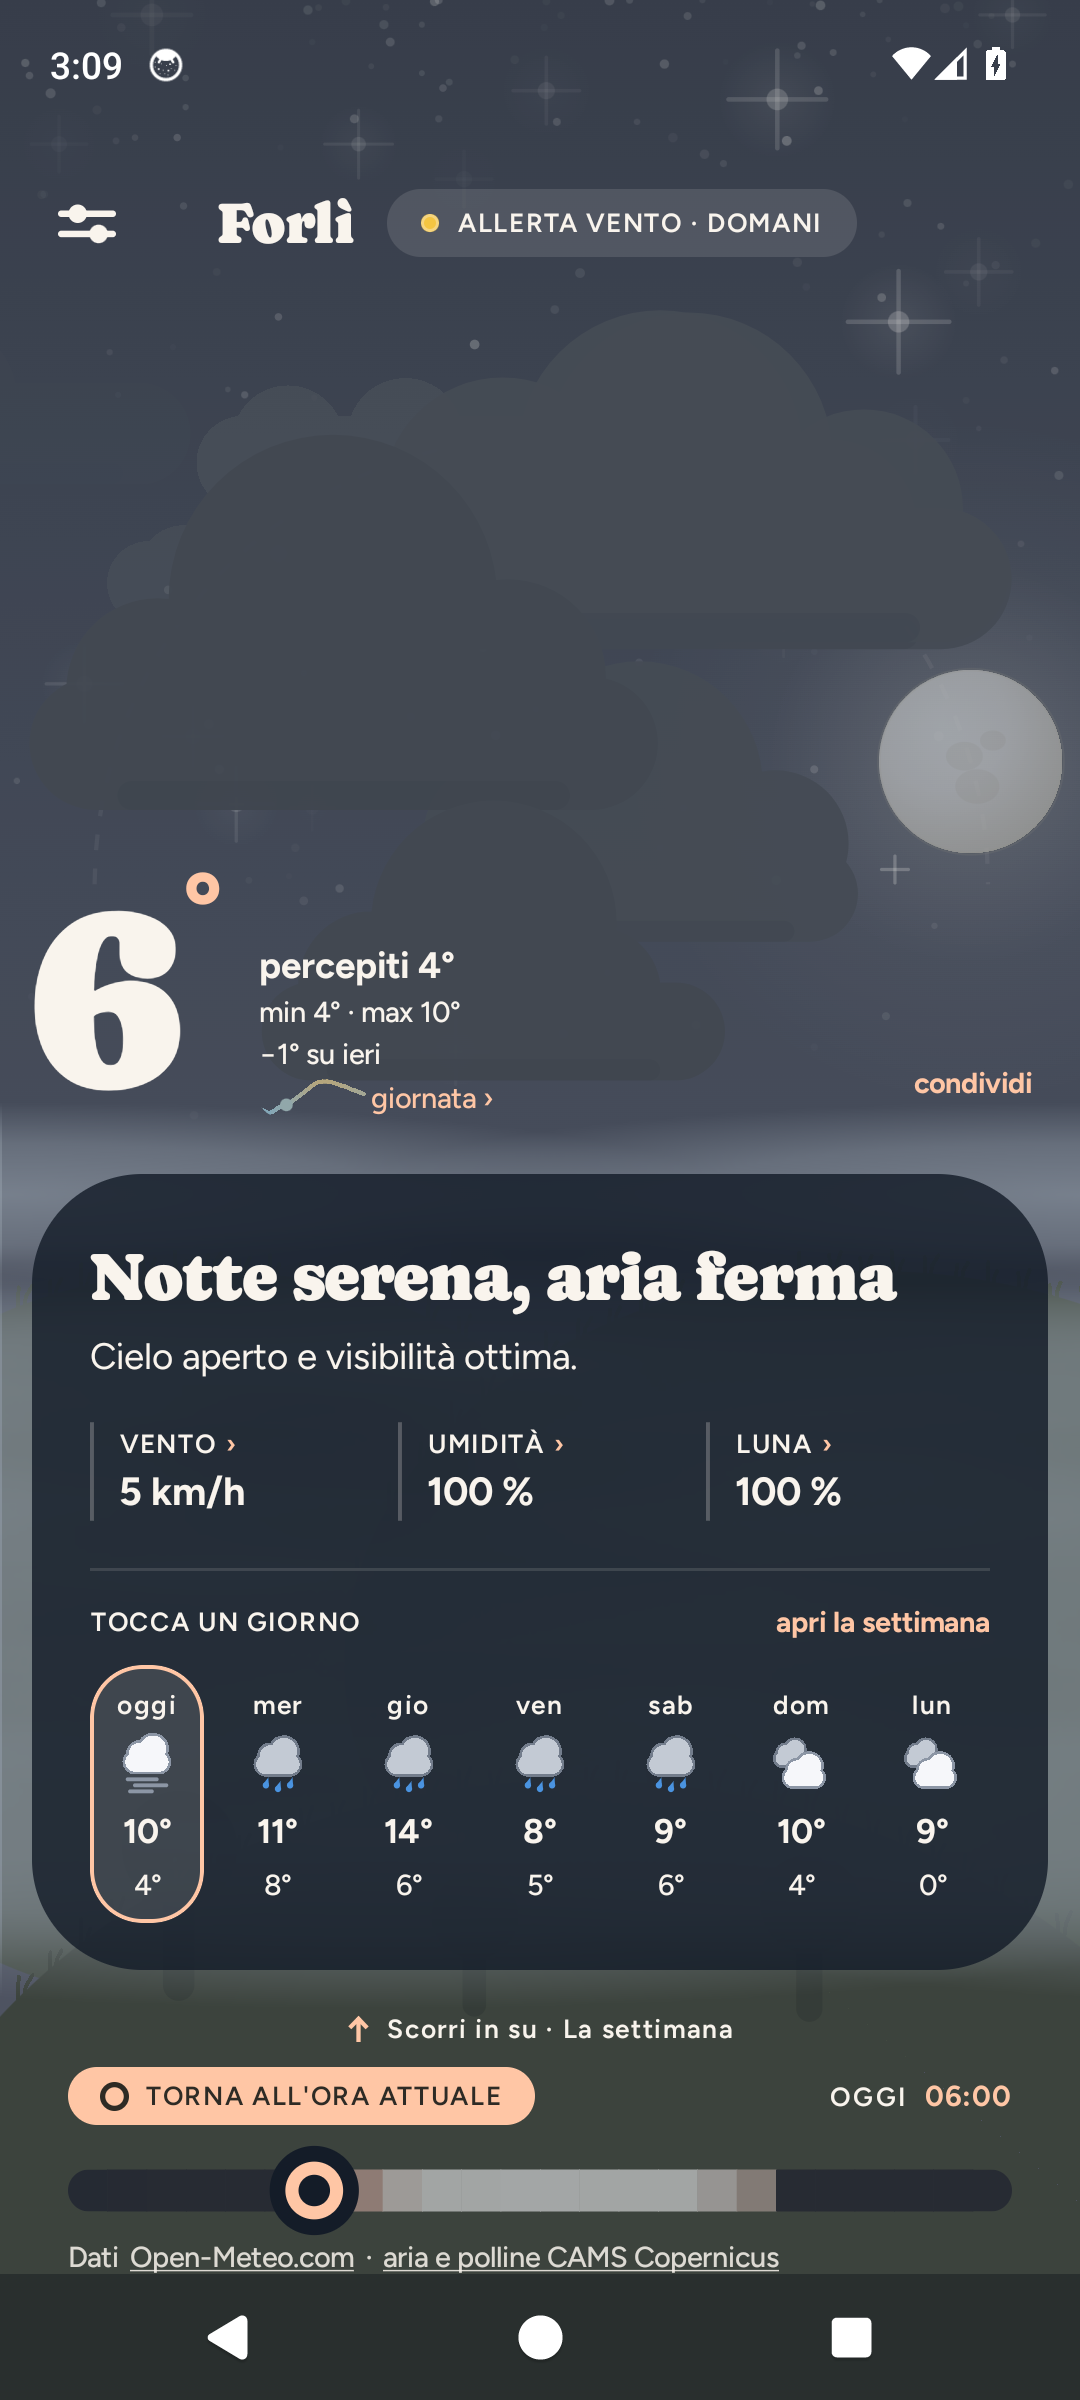 3:09
Forlì
ALLERTA VENTO · DOMANI
6°
percepiti 4°
min 4° · max 10°
−1° su ieri
giornata ›
condividi
Notte serena, aria ferma
Cielo aperto e visibilità ottima.
VENTO › UMIDITÀ › LUNA ›
5 km/h 100 % 100 %
TOCCA UN GIORNO apri la settimana
oggi mer gio ven sab dom lun
10° 11° 14° 8° 9° 10° 9°
4° 8° 6° 5° 6° 4° 0°
↑ Scorri in su · La settimana
TORNA ALL'ORA ATTUALE OGGI 06:00
Dati Open-Meteo.com · aria e polline CAMS Copernicus